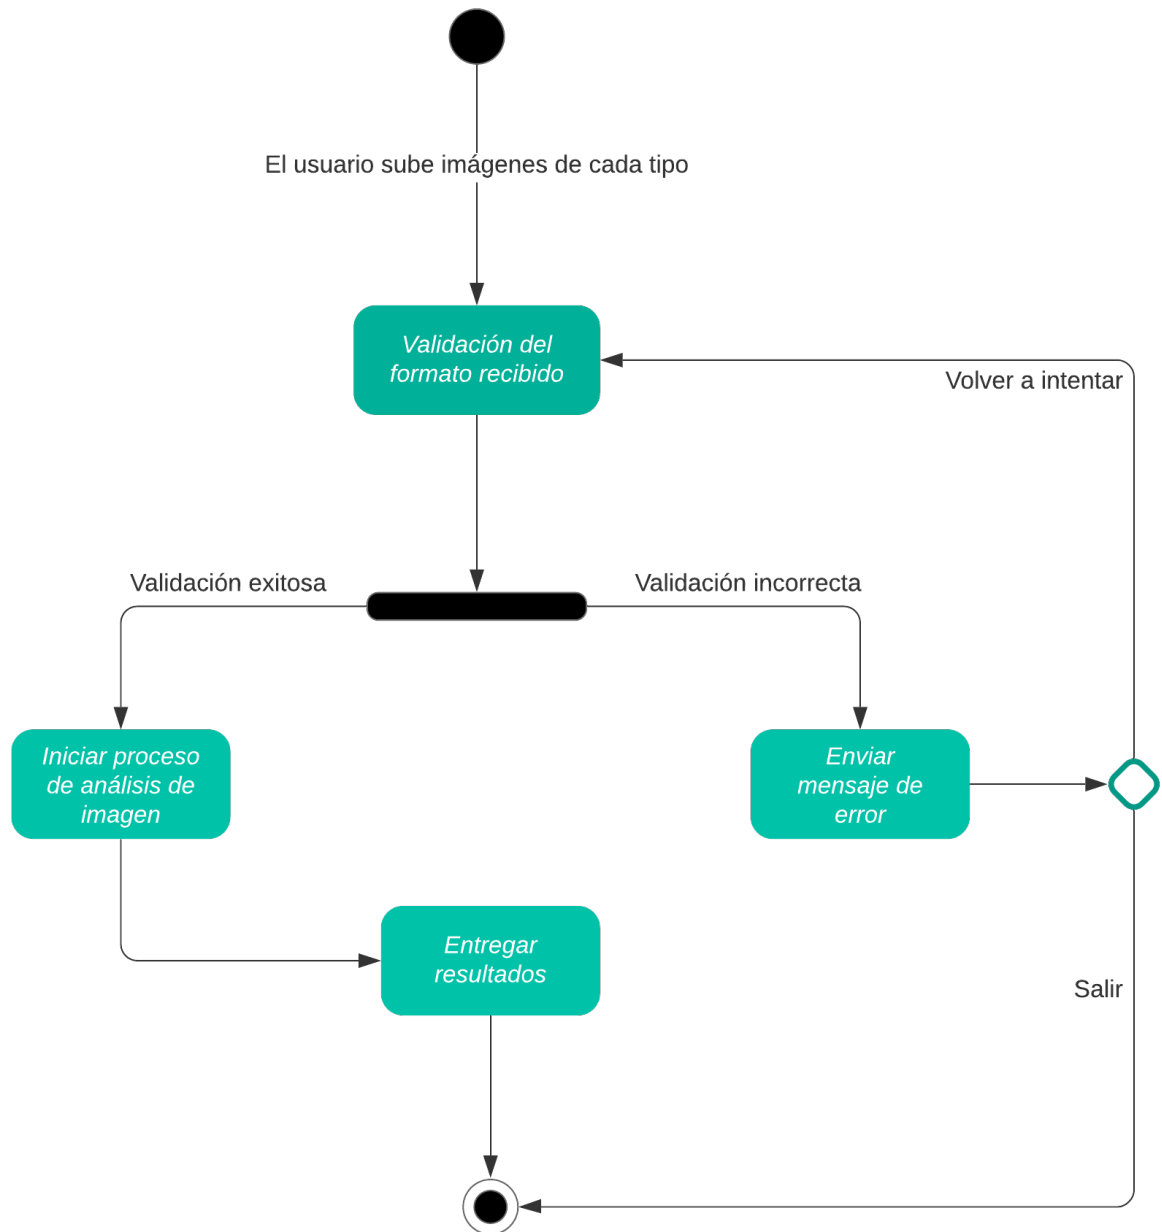 El usuario sube imágenes de cada tipo
Validación del
formato recibido
Volver a intentar
Validación exitosa
Validación incorrecta
Iniciar proceso
de análisis de
imagen
Enviar
mensaje de
error
Entregar
resultados
Salir